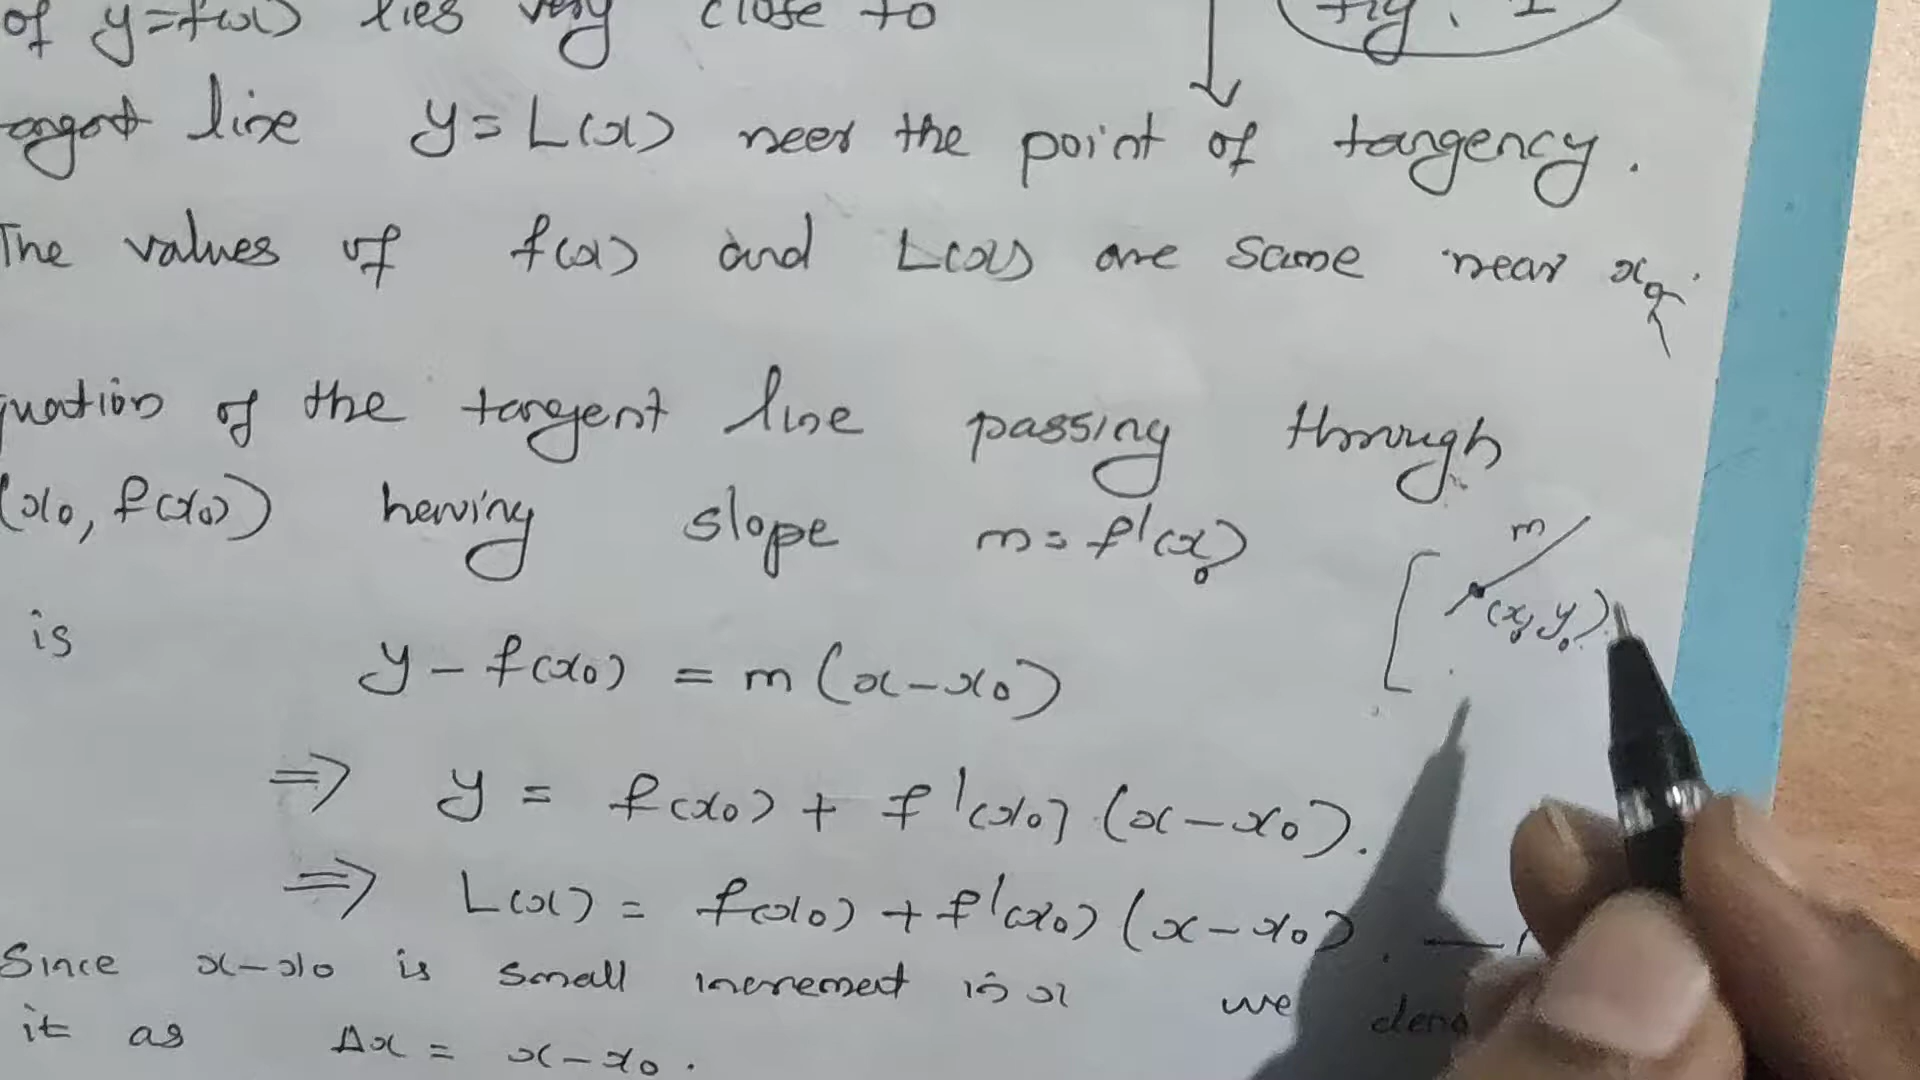 of y=f(x) lies very close to
Fig. 1
tangent line y=L(x) near the point of tangency.
The values of f(x) and L(x) are same near x₀.
quation of the tangent line passing through
(x₀, f(x₀)) having slope m= f'(x₀)
m
(x₀, y₀)
is
y - f(x₀) = m (x-x₀)
⇒ y = f(x₀) + f'(x₀) (x-x₀).
⇒ L(x) = f(x₀) + f'(x₀) (x-x₀).
Since x-x₀ is small increment in x we deno
it as Δx = x-x₀.